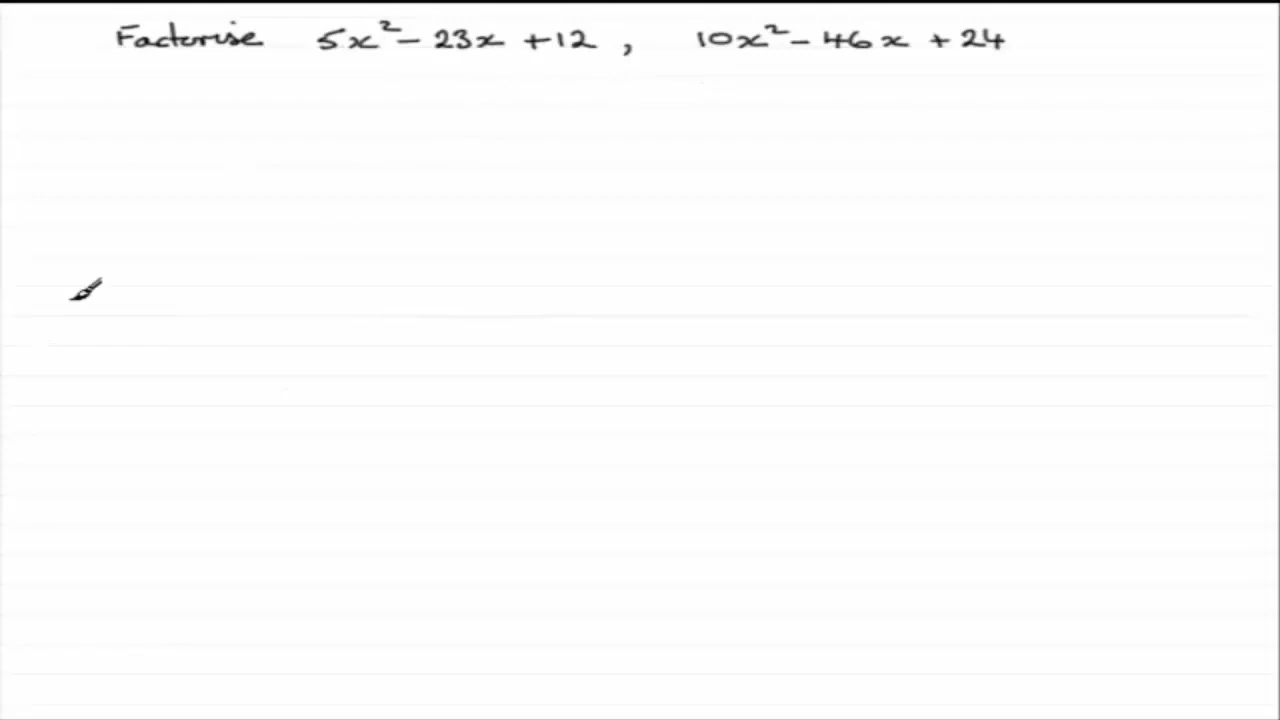 Factorise 5x² - 23x + 12 , 10x² - 46x + 24